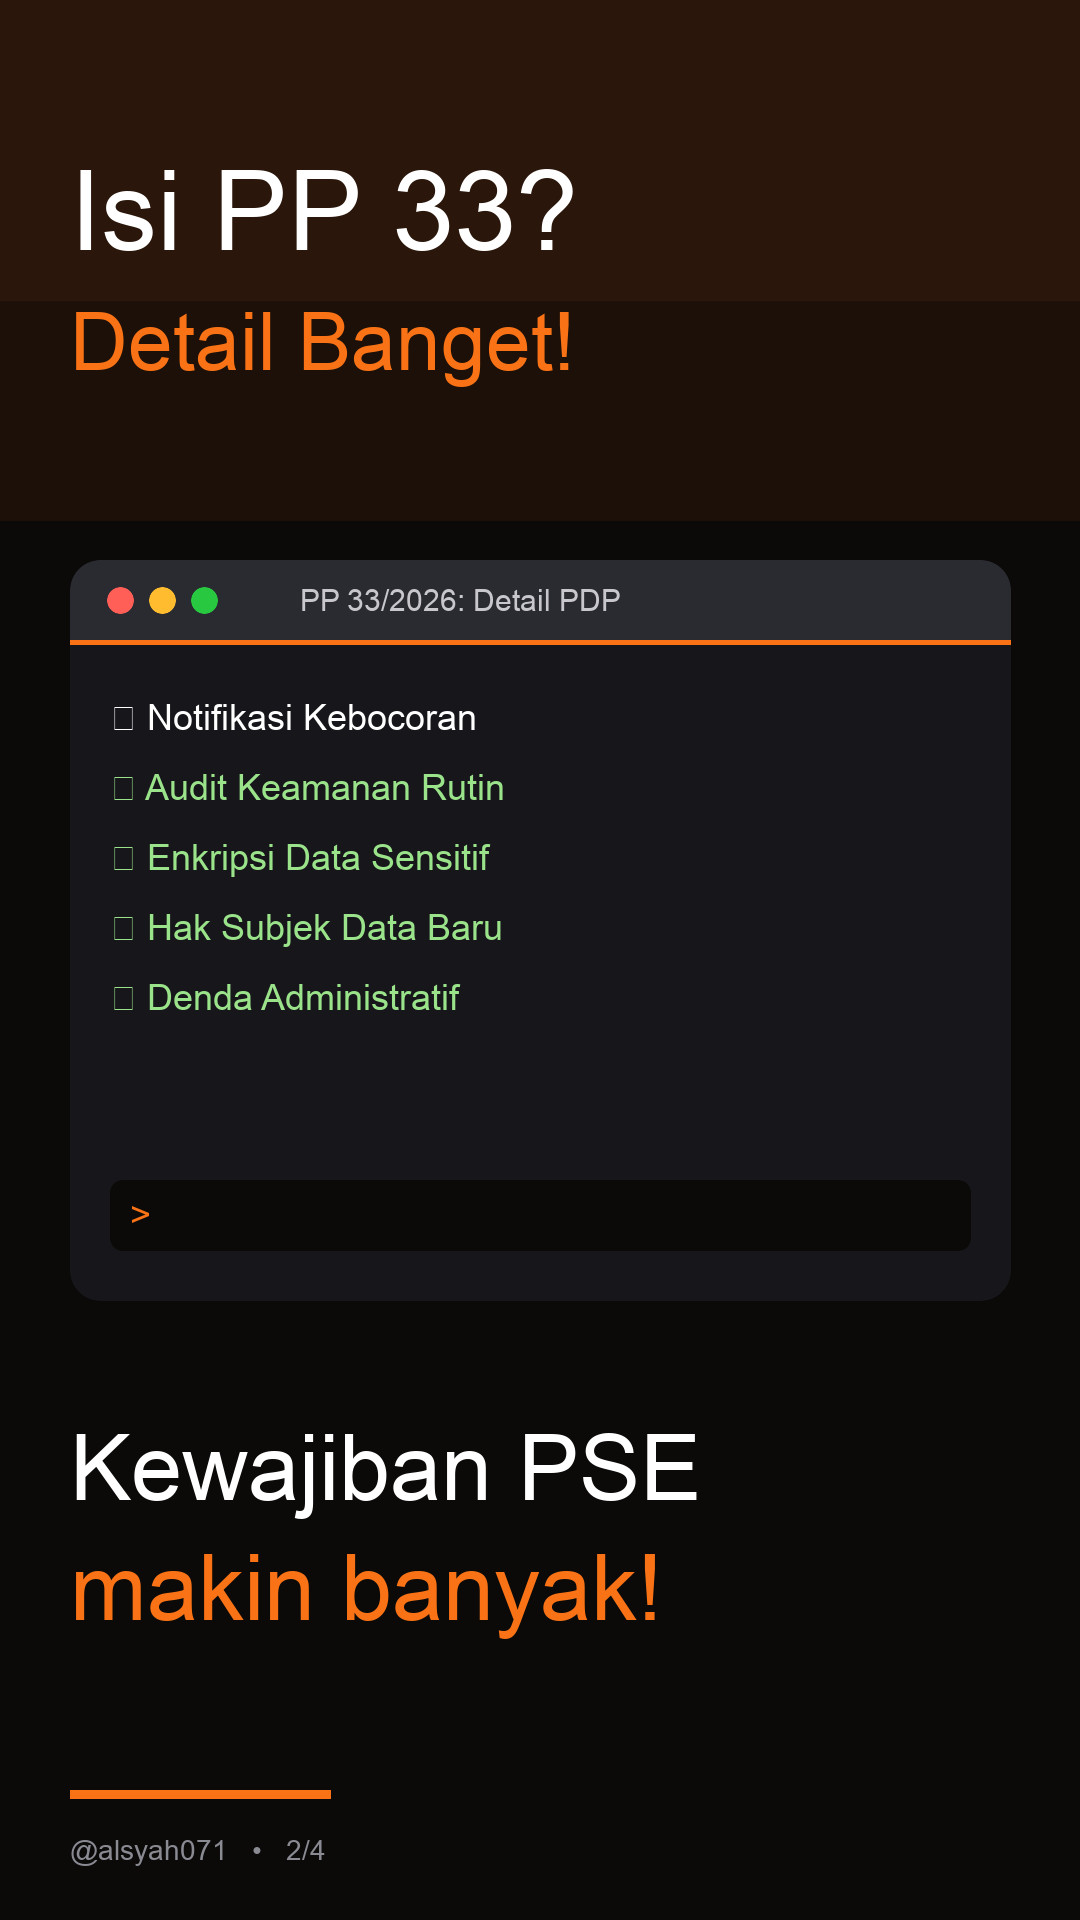 Isi PP 33?
Detail Banget!
PP 33/2026: Detail PDP
□ Notifikasi Kebocoran
□ Audit Keamanan Rutin
□ Enkripsi Data Sensitif
□ Hak Subjek Data Baru
□ Denda Administratif
>
Kewajiban PSE
makin banyak!
@alsyah071 • 2/4